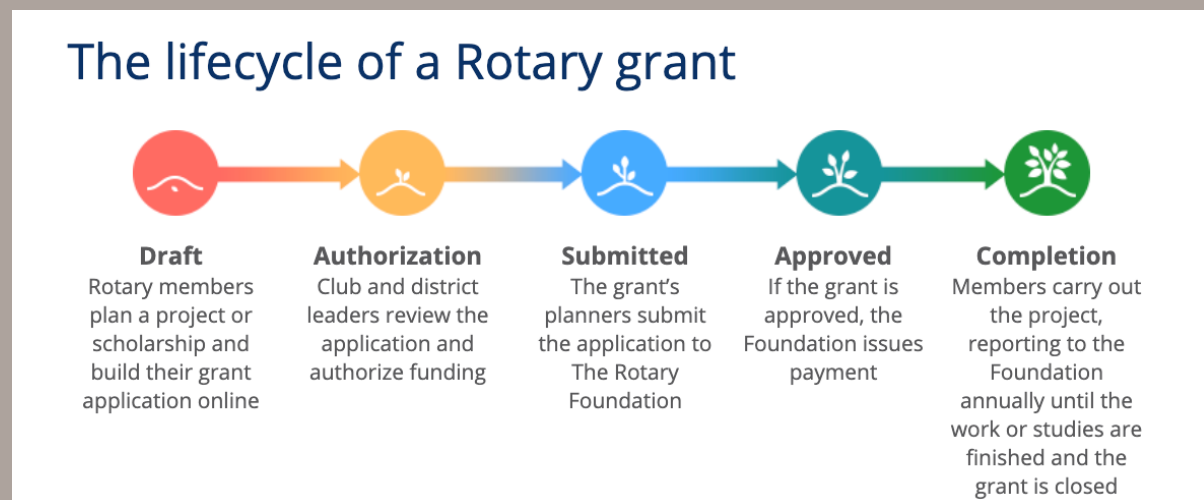 The lifecycle of a Rotary grant
Draft
Rotary members
plan a project or
scholarship and
build their grant
application online
Authorization
Club and district
leaders review the
application and
authorize funding
Submitted
The grant's
planners submit
the application to
The Rotary
Foundation
Approved
If the grant is
approved, the
Foundation issues
payment
Completion
Members carry out
the project,
reporting to the
Foundation
annually until the
work or studies are
finished and the
grant is closed